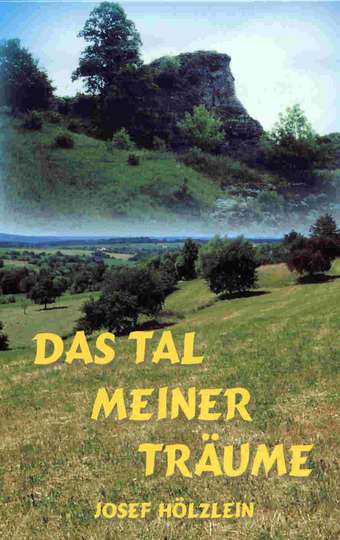 DAS TAL
MEINER
TRÄUME
JOSEF HÖLZLEIN